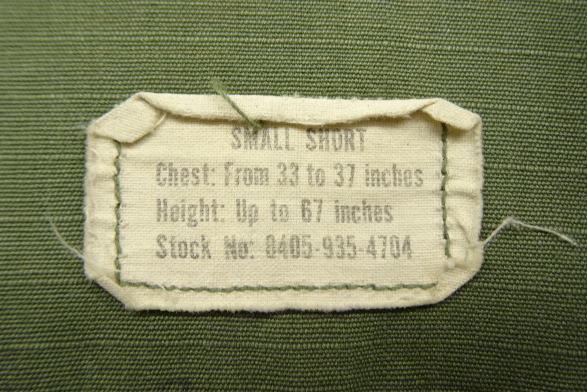 SMALL SHORT
Chest: From 33 to 37 inches
Height: Up to 67 inches
Stock No: 8405-935-4704